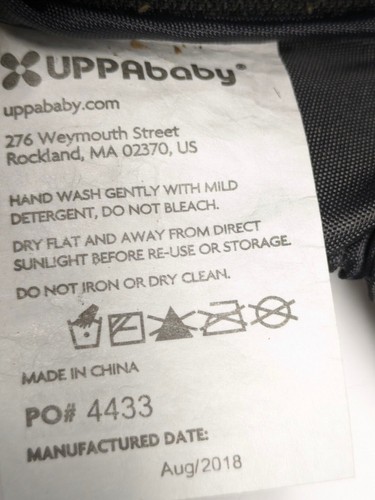 UPPAbaby®
uppababy.com
276 Weymouth Street
Rockland, MA 02370, US
HAND WASH GENTLY WITH MILD
DETERGENT, DO NOT BLEACH.
DRY FLAT AND AWAY FROM DIRECT
SUNLIGHT BEFORE RE-USE OR STORAGE.
DO NOT IRON OR DRY CLEAN.
MADE IN CHINA
PO# 4433
MANUFACTURED DATE:
Aug/2018